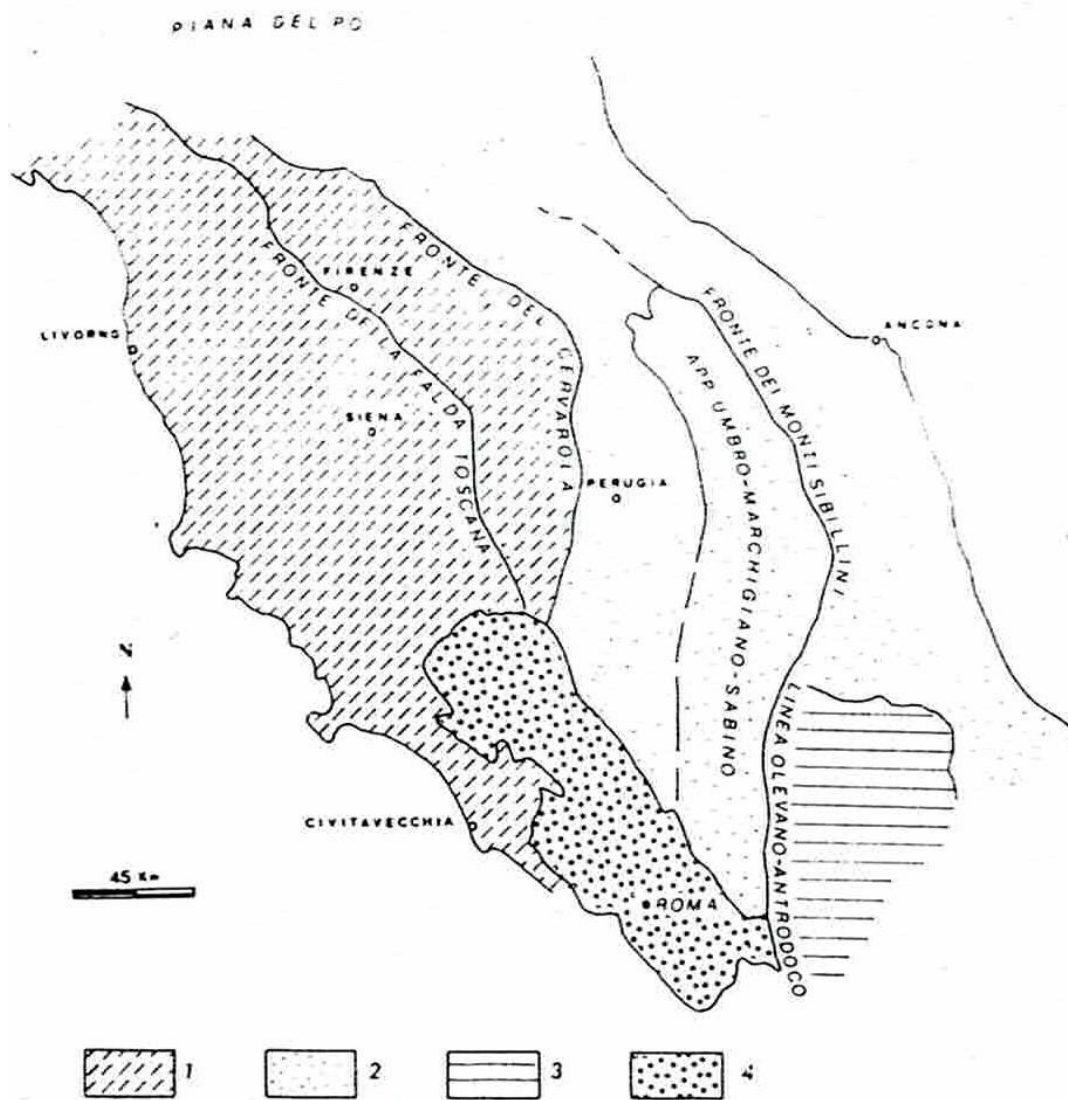 PIANA DEL PO
FRONTE DEL CERVAROLA
FIRENZE
FRONTE DELLA FALDA TOSCANA
LIVORNO
SIENA
PERUGIA
FRONTE DEI MONTI SIBILLINI
APP. UMBRO-MARCHIGIANO-SABINO
ANCONA
N
LINEA OLEVANO-ANTRODOCO
CIVITAVECCHIA
45 Km
ROMA
1 2 3 4